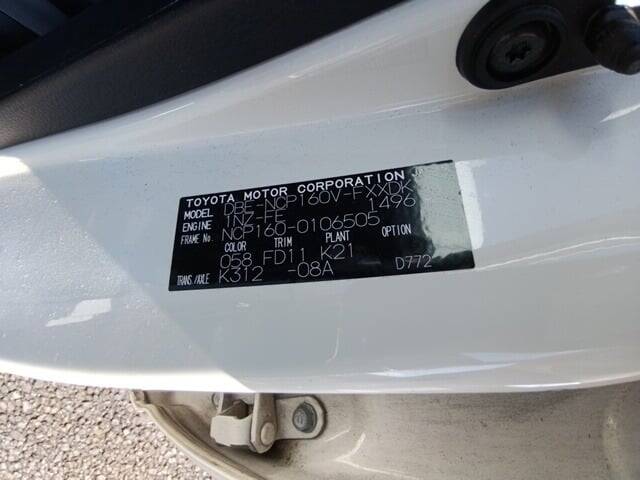 TOYOTA MOTOR CORPORATION
MODEL DBE-NCP160V-FXXDK
ENGINE 1NZ-FE 1496
FRAME No. NCP160-0106505
COLOR TRIM PLANT OPTION
058 FD11 K21
TRANS./AXLE K312 -08A D772